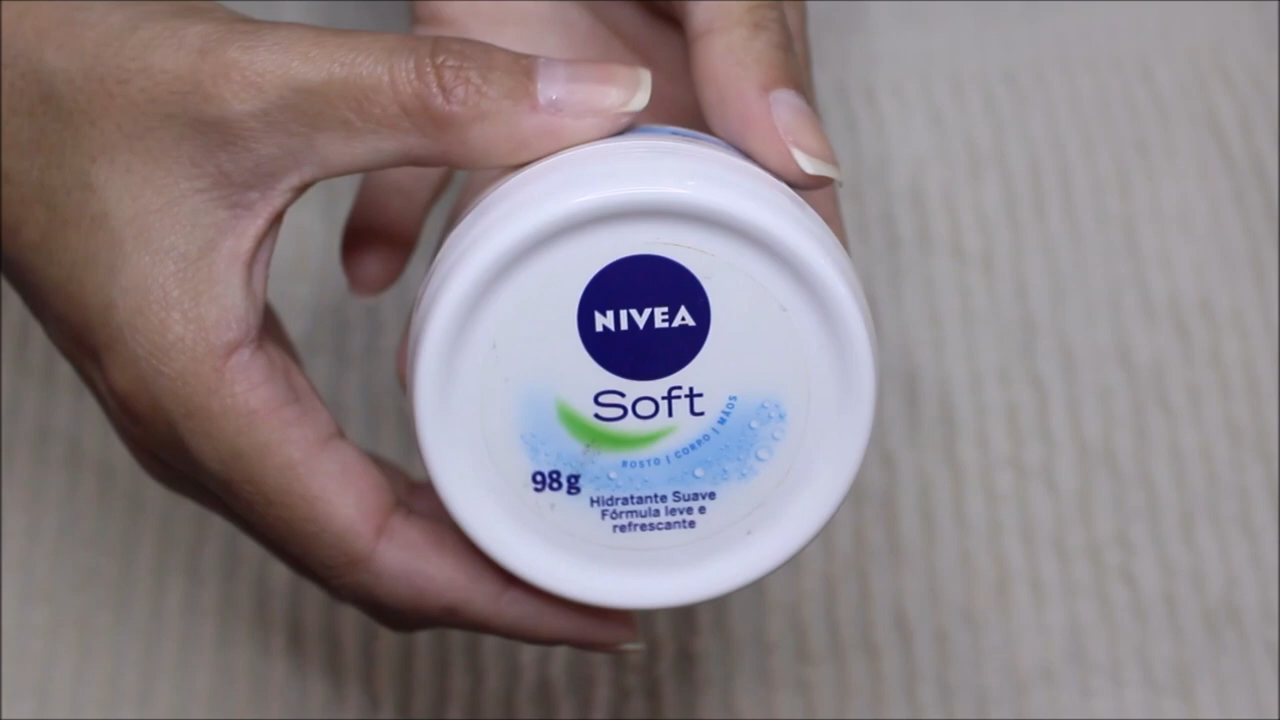 NIVEA
Soft
ROSTO | CORPO | MÃOS
98g
Hidratante Suave
Fórmula leve e
refrescante